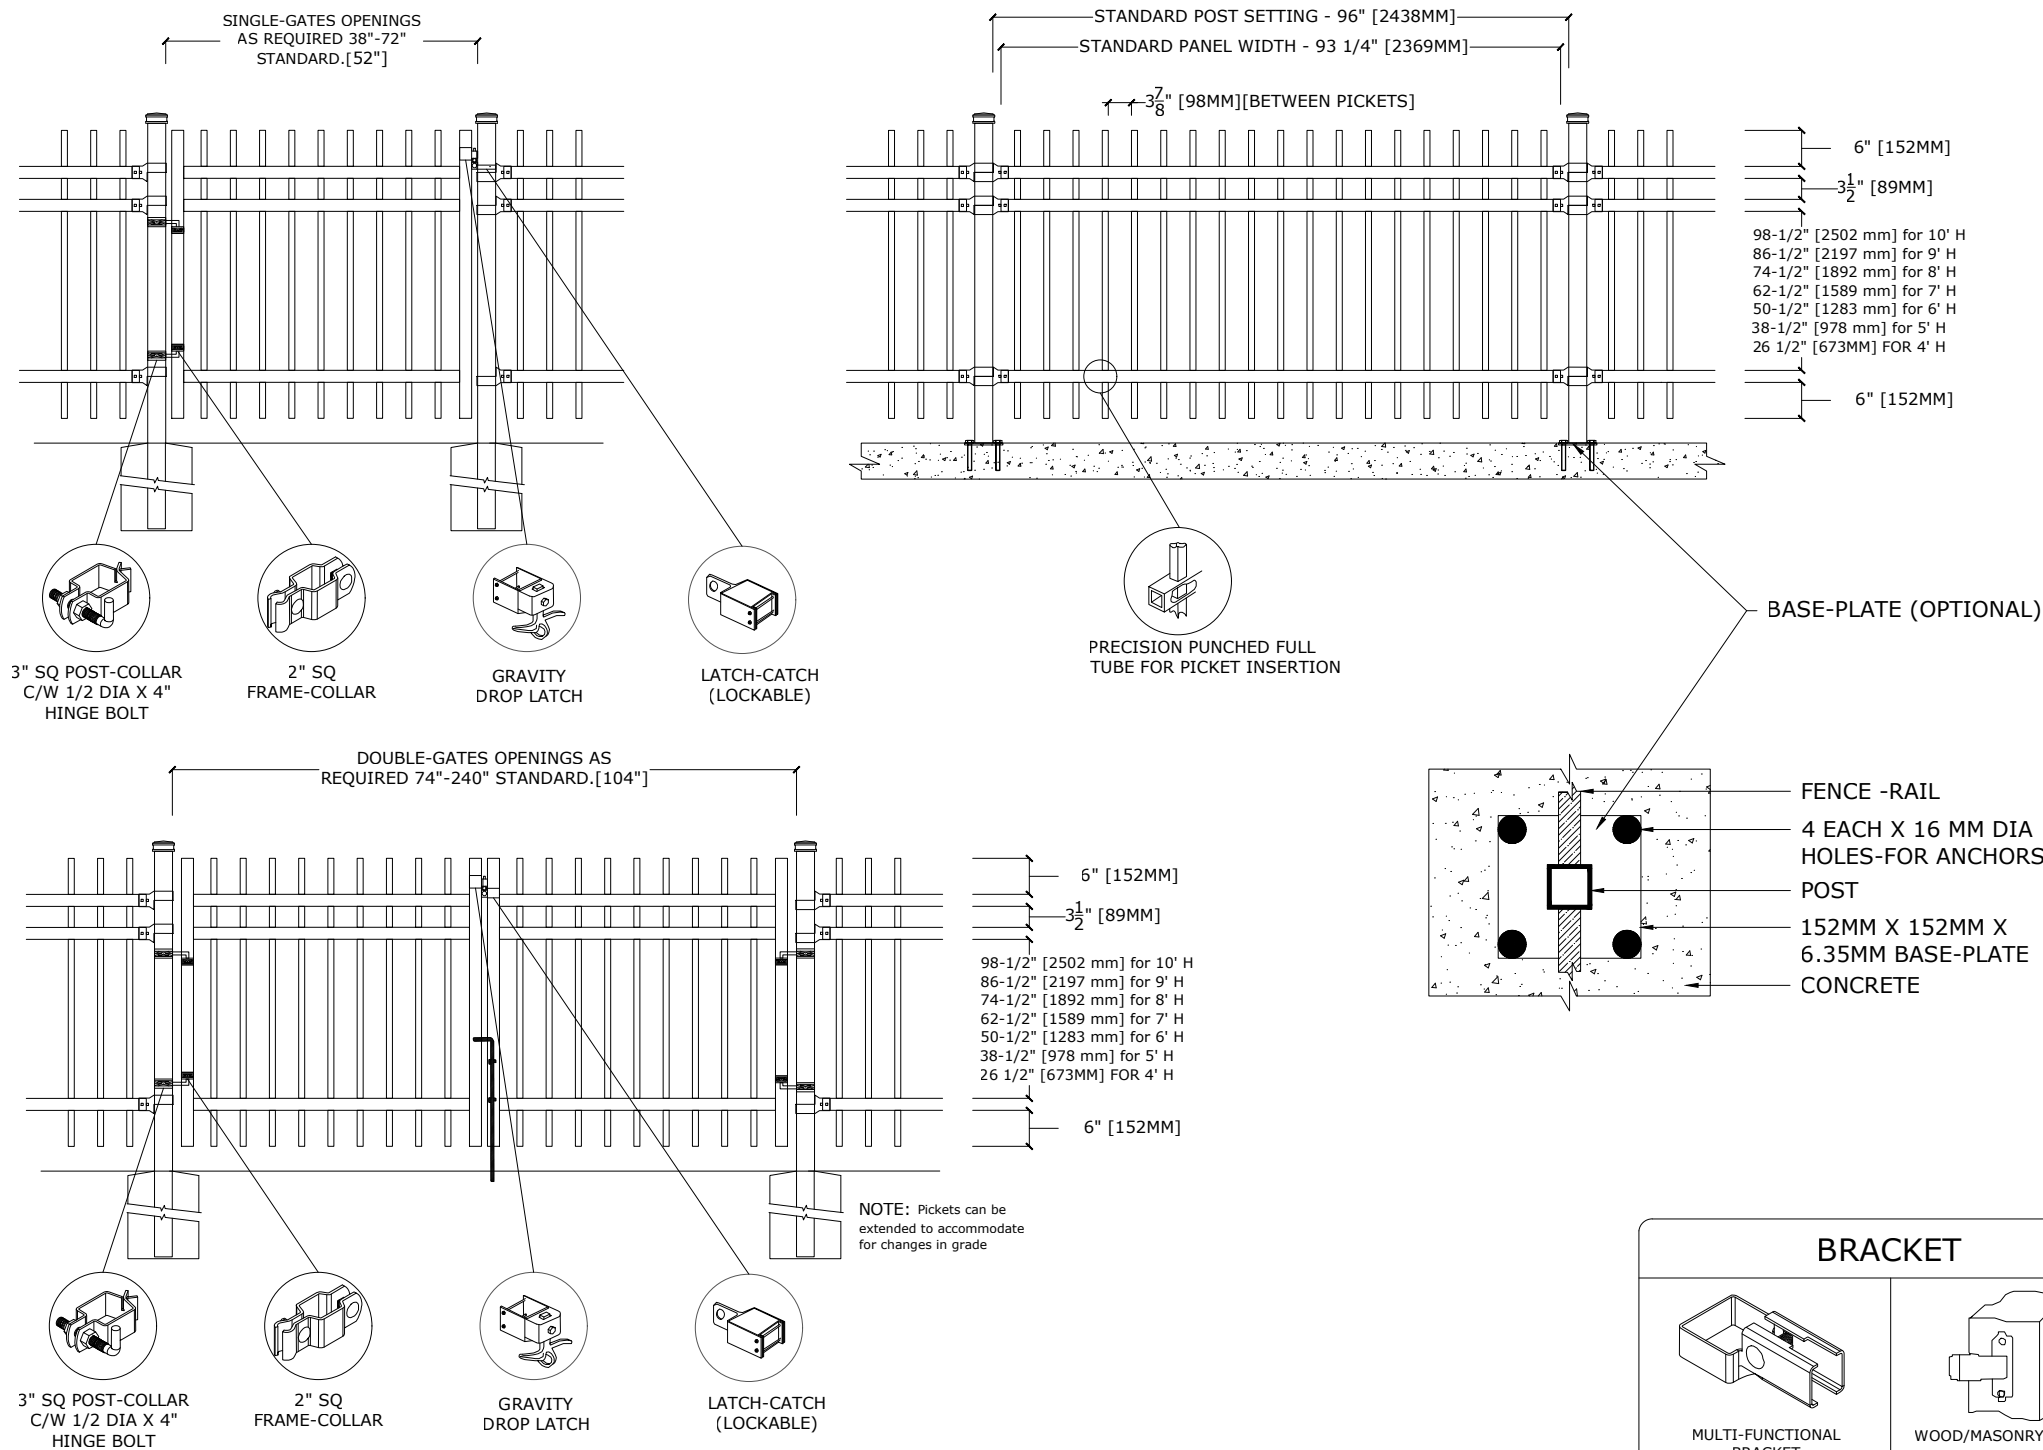 SINGLE-GATES OPENINGS
AS REQUIRED 38"-72"
STANDARD.[52"]
STANDARD POST SETTING - 96" [2438MM]
STANDARD PANEL WIDTH - 93 1/4" [2369MM]
3 7/8" [98MM][BETWEEN PICKETS]
6" [152MM]
3 1/2" [89MM]
98-1/2" [2502 mm] for 10' H
86-1/2" [2197 mm] for 9' H
74-1/2" [1892 mm] for 8' H
62-1/2" [1589 mm] for 7' H
50-1/2" [1283 mm] for 6' H
38-1/2" [978 mm] for 5' H
26 1/2" [673MM] FOR 4' H
6" [152MM]
3" SQ POST-COLLAR
C/W 1/2 DIA X 4"
HINGE BOLT
2" SQ
FRAME-COLLAR
GRAVITY
DROP LATCH
LATCH-CATCH
(LOCKABLE)
PRECISION PUNCHED FULL
TUBE FOR PICKET INSERTION
BASE-PLATE (OPTIONAL)
DOUBLE-GATES OPENINGS AS
REQUIRED 74"-240" STANDARD.[104"]
6" [152MM]
3 1/2" [89MM]
98-1/2" [2502 mm] for 10' H
86-1/2" [2197 mm] for 9' H
74-1/2" [1892 mm] for 8' H
62-1/2" [1589 mm] for 7' H
50-1/2" [1283 mm] for 6' H
38-1/2" [978 mm] for 5' H
26 1/2" [673MM] FOR 4' H
6" [152MM]
FENCE -RAIL
4 EACH X 16 MM DIA
HOLES-FOR ANCHORS
POST
152MM X 152MM X
6.35MM BASE-PLATE
CONCRETE
NOTE: Pickets can be
extended to accommodate
for changes in grade
3" SQ POST-COLLAR
C/W 1/2 DIA X 4"
HINGE BOLT
2" SQ
FRAME-COLLAR
GRAVITY
DROP LATCH
LATCH-CATCH
(LOCKABLE)
BRACKET
MULTI-FUNCTIONAL
BRACKET
WOOD/MASONRY